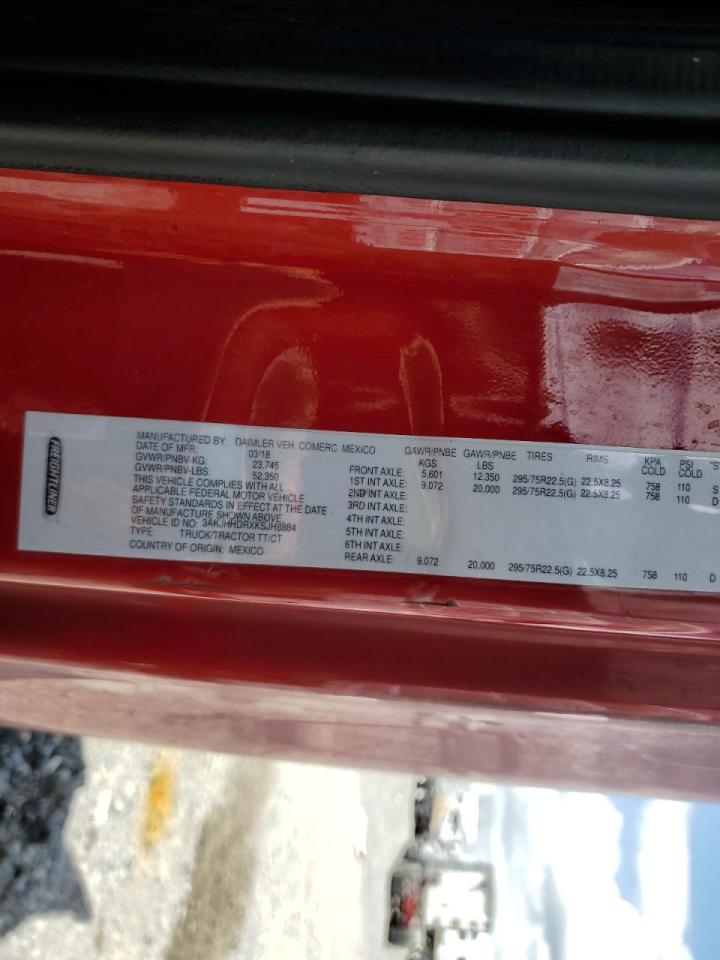 FREIGHTLINER
MANUFACTURED BY: DAIMLER VEH. COMERC. MEXICO
DATE OF MFR: 03/18
GVWR/PNBV-KG: 23,745
GVWR/PNBV-LBS: 52,350
THIS VEHICLE COMPLIES WITH ALL
APPLICABLE FEDERAL MOTOR VEHICLE
SAFETY STANDARDS IN EFFECT AT THE DATE
OF MANUFACTURE SHOWN ABOVE.
VEHICLE ID NO: 3AKJHHDRXKSJH8884
TYPE TRUCK/TRACTOR TT/CT
COUNTRY OF ORIGIN: MEXICO
GAWR/PNBE GAWR/PNBE TIRES RIMS KPA PSI "S
KGS LBS COLD COLD
FRONT AXLE: 5,601 12,350 295/75R22.5(G) 22.5X8.25 758 110 S
1ST INT AXLE: 9,072 20,000 295/75R22.5(G) 22.5X8.25 758 110 D
2ND INT AXLE:
3RD INT AXLE:
4TH INT AXLE:
5TH INT AXLE:
6TH INT AXLE:
REAR AXLE: 9,072 20,000 295/75R22.5(G) 22.5X8.25 758 110 D